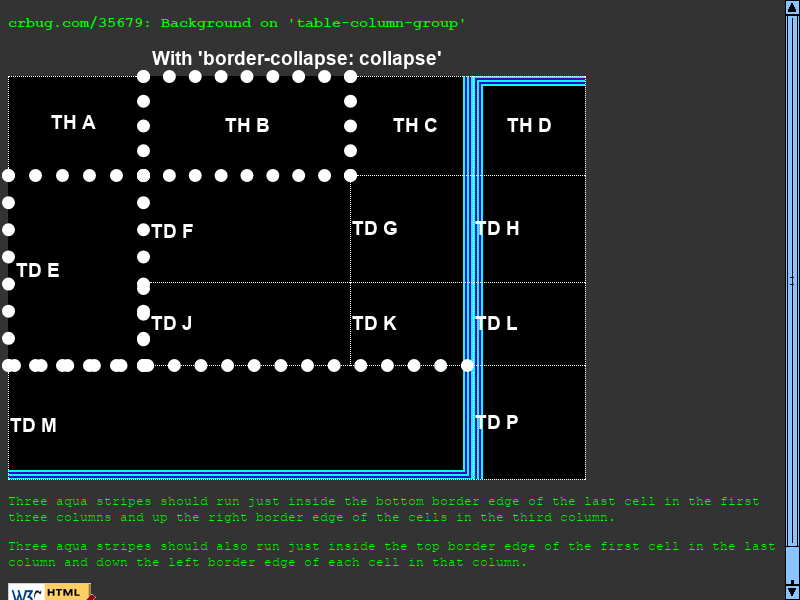 crbug.com/35679: Background on 'table-column-group'
With 'border-collapse: collapse'
TH A
TH B
TH C
TH D
TD E
TD F
TD G
TD H
TD J
TD K
TD L
TD M
TD P
Three aqua stripes should run just inside the bottom border edge of the last cell in the first
three columns and up the right border edge of the cells in the third column.
Three aqua stripes should also run just inside the top border edge of the first cell in the last
column and down the left border edge of each cell in that column.
W3C HTML